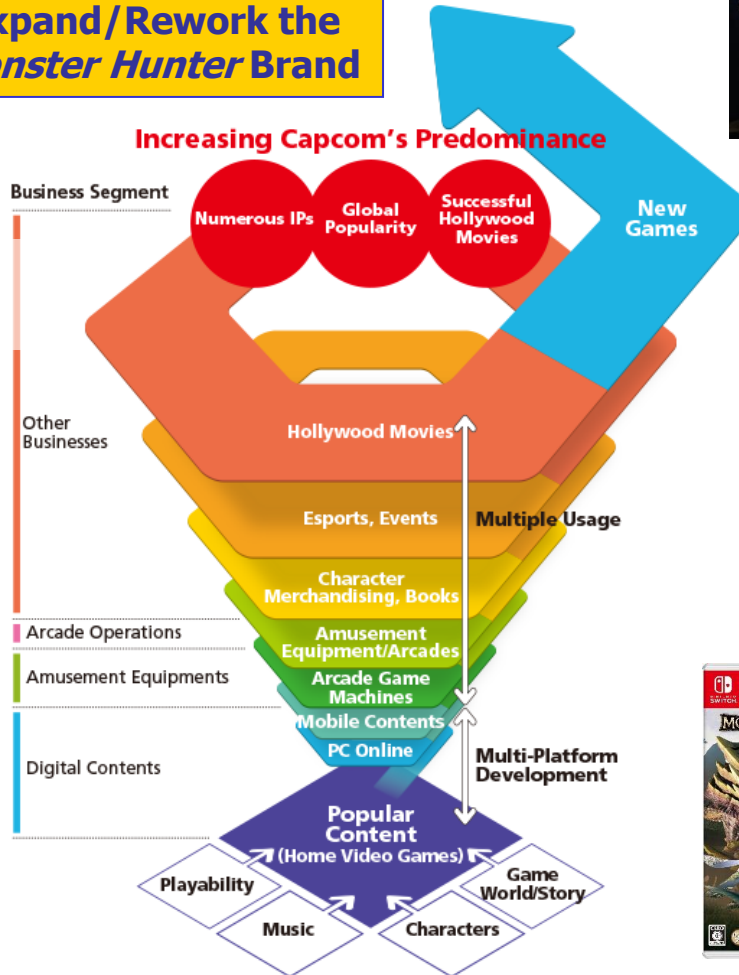 xpand/Rework the
onster Hunter Brand
Increasing Capcom's Predominance
Business Segment
Numerous IPs
Global
Popularity
Successful
Hollywood
Movies
New
Games
Other
Businesses
Hollywood Movies
Esports, Events
Multiple Usage
Character
Merchandising, Books
Arcade Operations
Amusement
Equipment/Arcades
Amusement Equipments
Arcade Game
Machines
Mobile Contents
PC Online
Digital Contents
Multi-Platform
Development
Popular
Content
(Home Video Games)
Playability
Music
Characters
Game
World/Story
SWITCH
MO